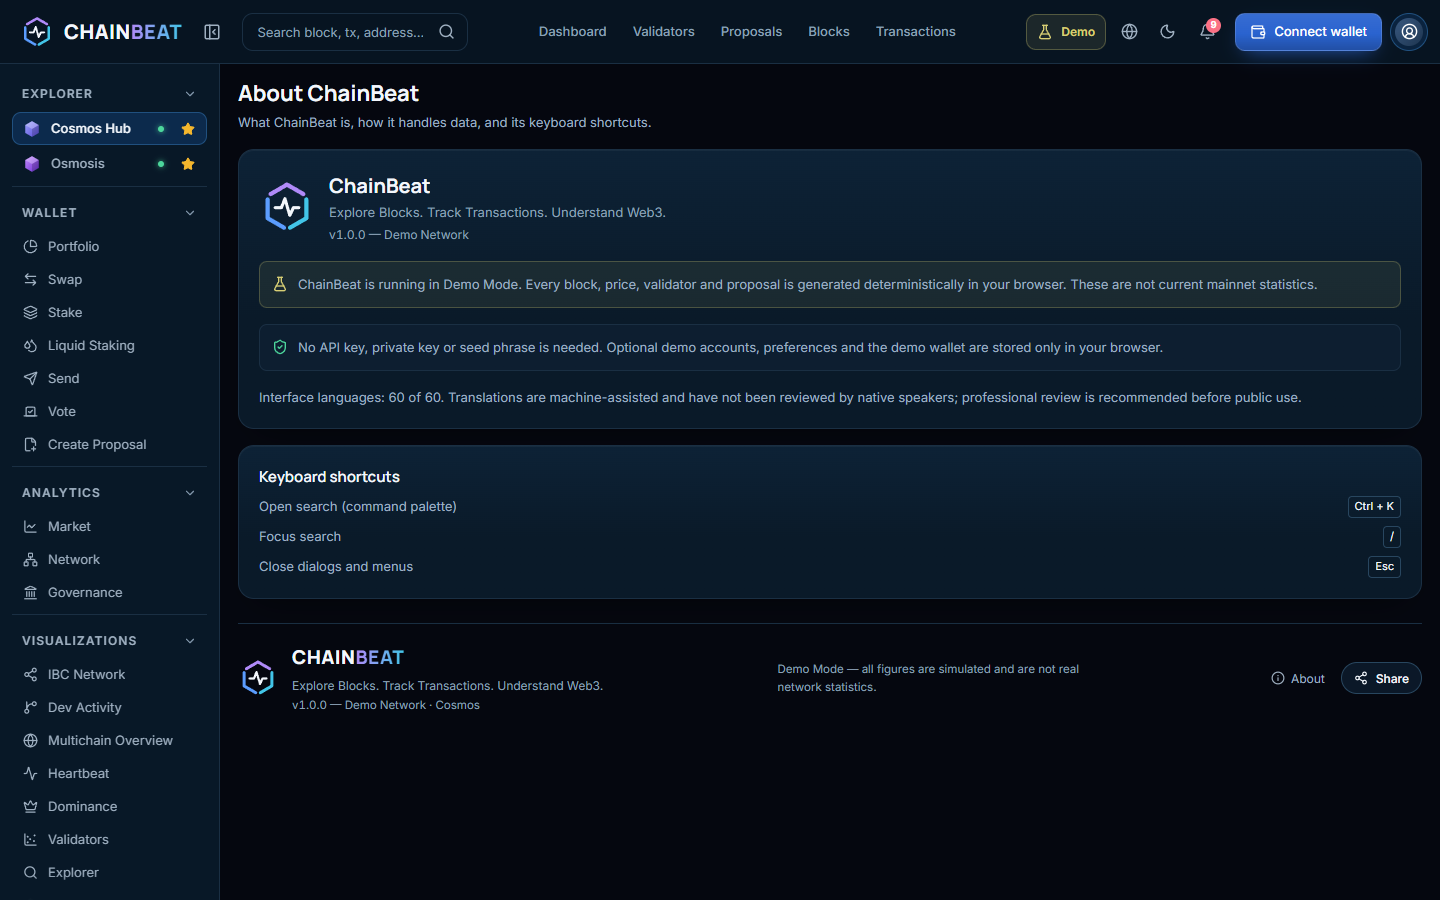 CHAINBEAT
Search block, tx, address...
Dashboard
Validators
Proposals
Blocks
Transactions
Demo
9
Connect wallet
EXPLORER
Cosmos Hub
Osmosis
WALLET
Portfolio
Swap
Stake
Liquid Staking
Send
Vote
Create Proposal
ANALYTICS
Market
Network
Governance
VISUALIZATIONS
IBC Network
Dev Activity
Multichain Overview
Heartbeat
Dominance
Validators
Explorer
About ChainBeat
What ChainBeat is, how it handles data, and its keyboard shortcuts.
ChainBeat
Explore Blocks. Track Transactions. Understand Web3.
v1.0.0 — Demo Network
ChainBeat is running in Demo Mode. Every block, price, validator and proposal is generated deterministically in your browser. These are not current mainnet statistics.
No API key, private key or seed phrase is needed. Optional demo accounts, preferences and the demo wallet are stored only in your browser.
Interface languages: 60 of 60. Translations are machine-assisted and have not been reviewed by native speakers; professional review is recommended before public use.
Keyboard shortcuts
Open search (command palette) Ctrl + K
Focus search /
Close dialogs and menus Esc
CHAINBEAT
Explore Blocks. Track Transactions. Understand Web3.
v1.0.0 — Demo Network · Cosmos
Demo Mode — all figures are simulated and are not real
network statistics.
About
Share